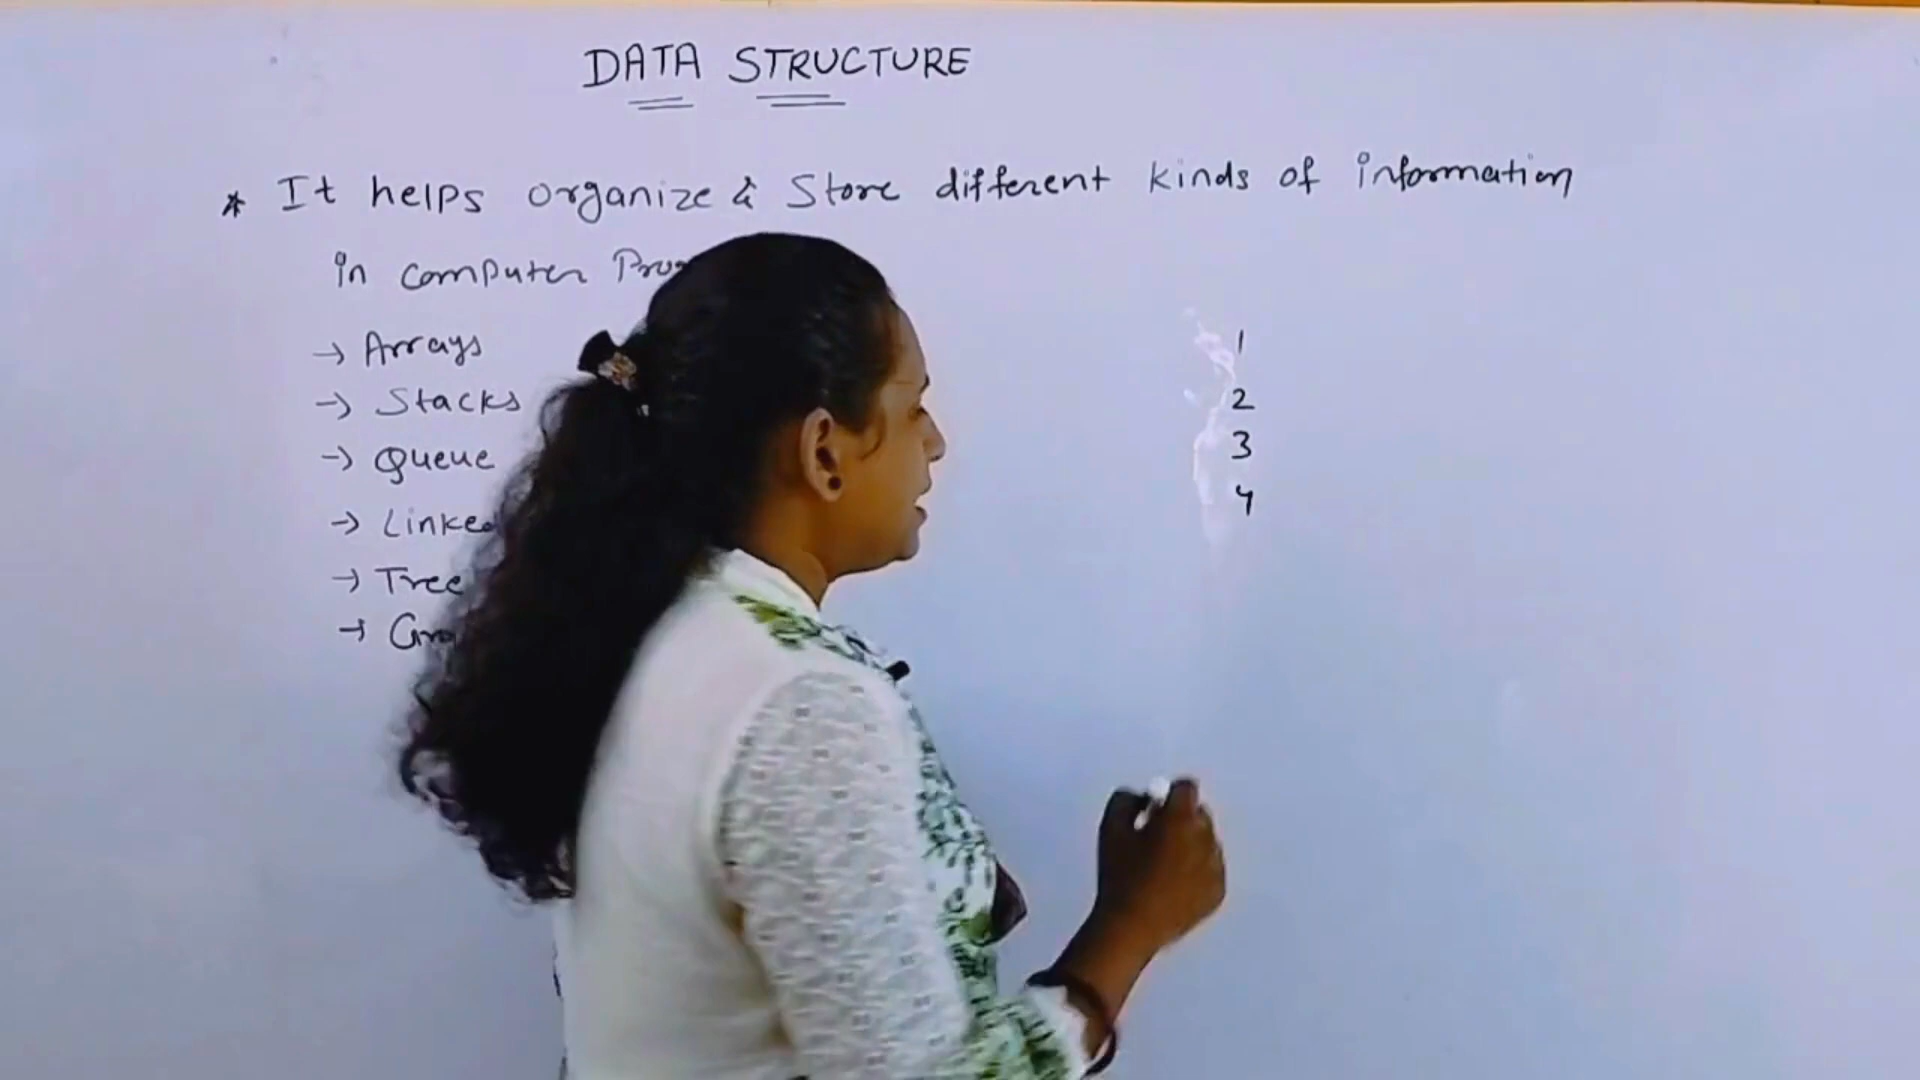 DATA STRUCTURE
* It helps organize & Store different kinds of information
in computer
→ Arrays
→ Stacks
→ Queue
→ Linked
→ Tree
1
2
3
4